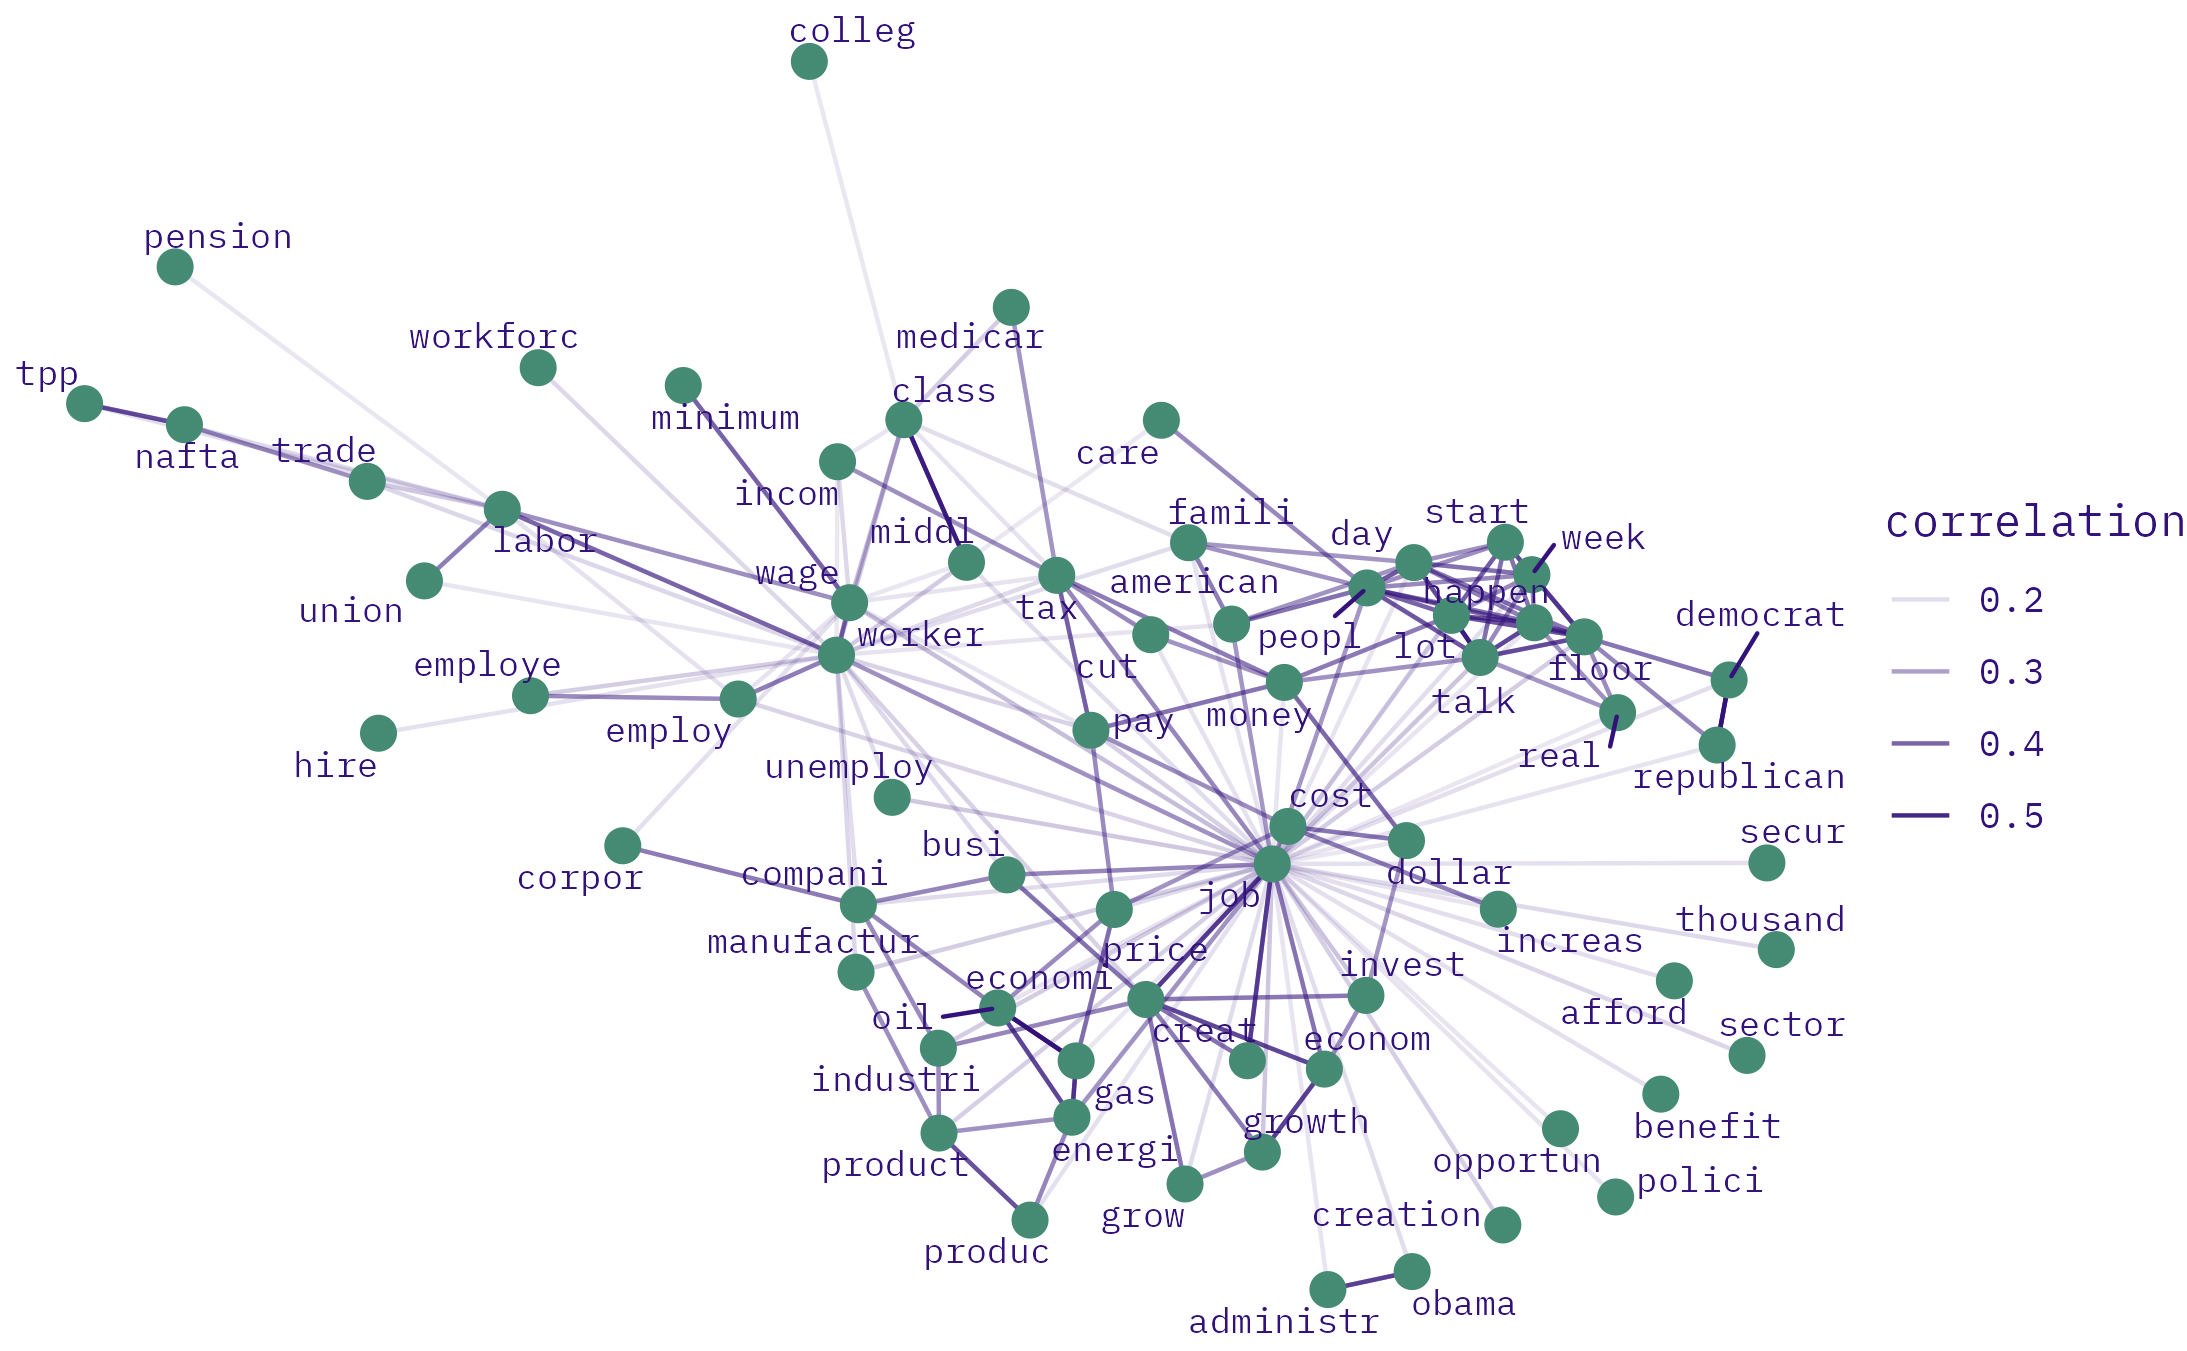 colleg
pension
workforc
medicar
tpp
minimum
class
nafta
trade
care
incom
middl
famili
start
labor
day
week
correlation
wage
american
happen
0.2
union
tax
democrat
worker
peopl
lot
employe
cut
floor
0.3
talk
employ
pay
money
0.4
hire
unemploy
real
republican
cost
0.5
busi
secur
corpor
compani
job
dollar
thousand
manufactur
price
increas
economi
invest
oil
creat
econom
afford
sector
industri
gas
growth
benefit
product
energi
opportun
polici
grow
creation
produc
obama
administr